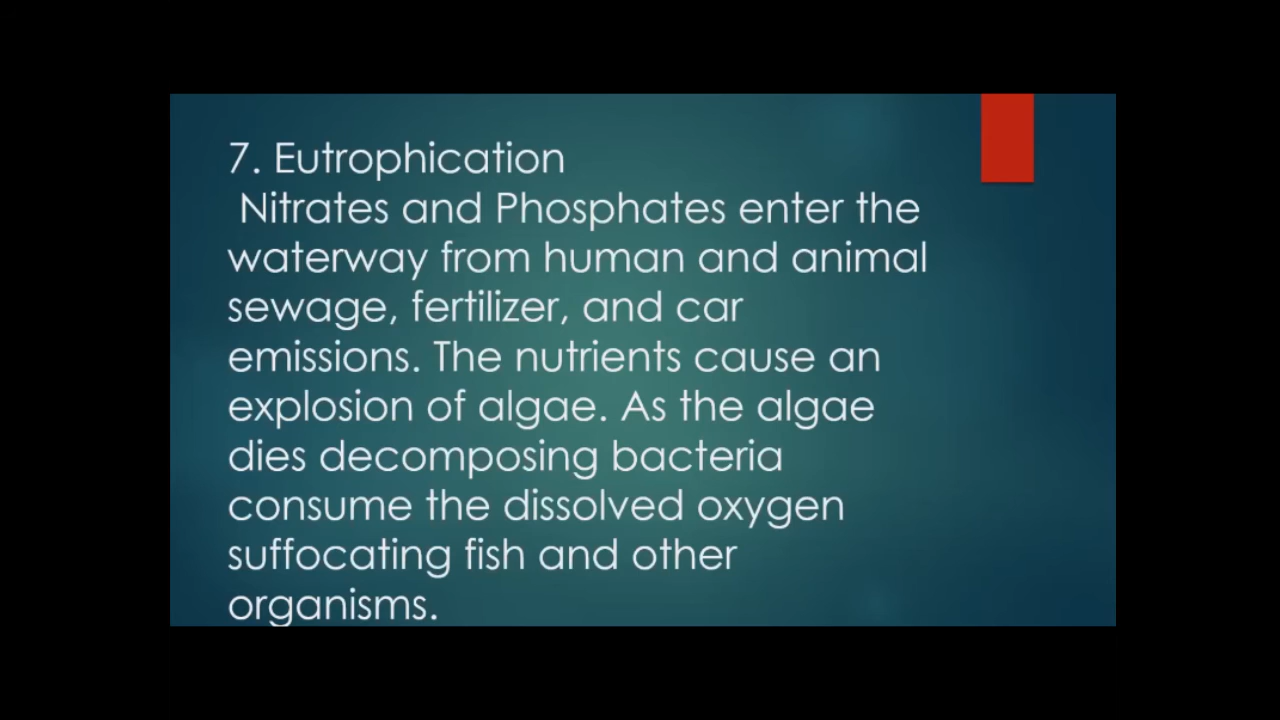 7. Eutrophication
Nitrates and Phosphates enter the
waterway from human and animal
sewage, fertilizer, and car
emissions. The nutrients cause an
explosion of algae. As the algae
dies decomposing bacteria
consume the dissolved oxygen
suffocating fish and other
organisms.